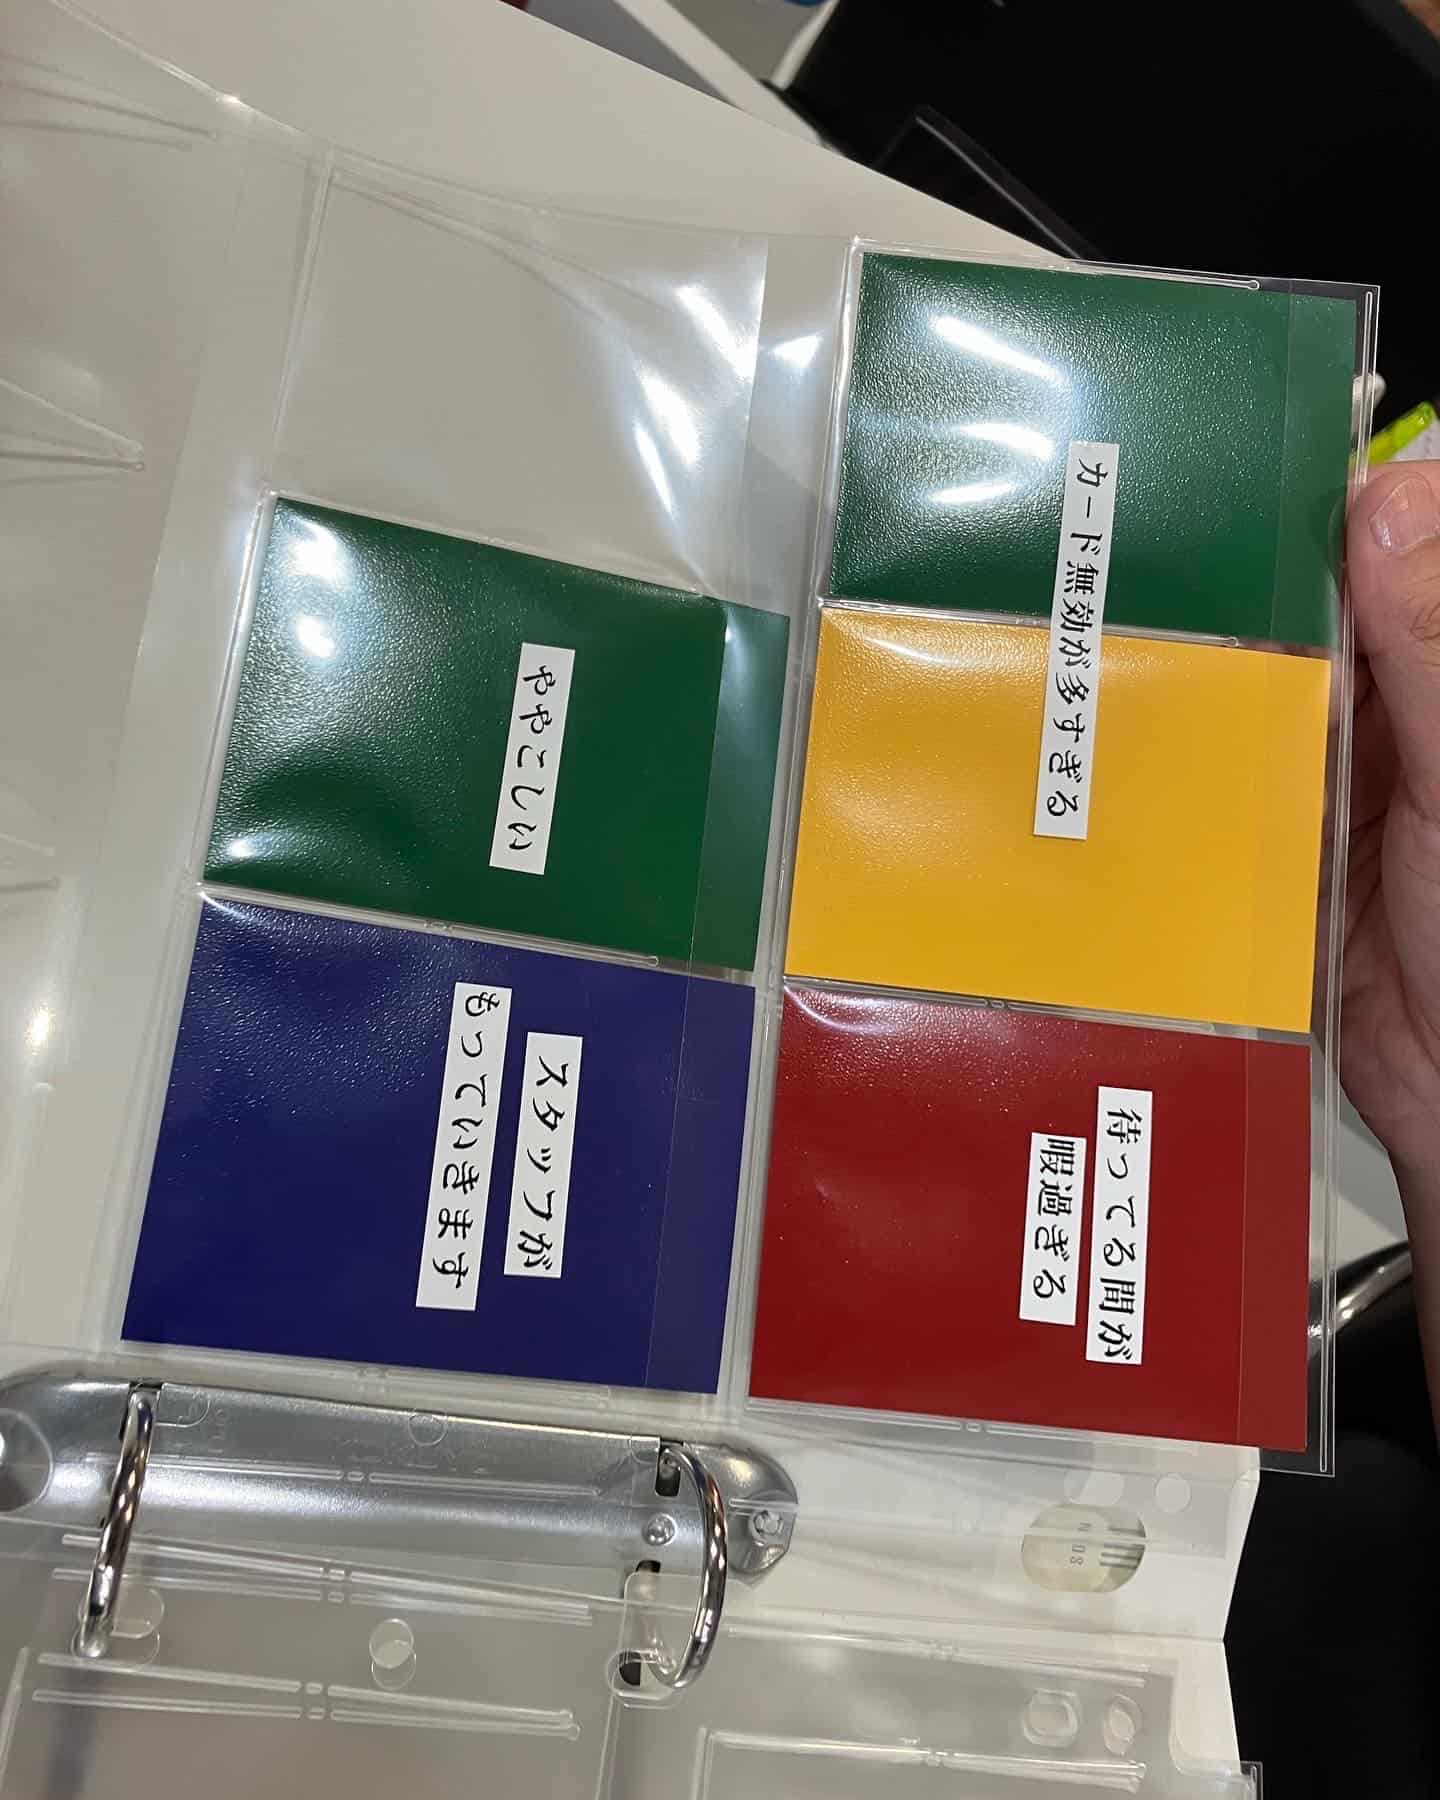 カード無効が多すぎる
待ってる間が
暇過ぎる
ややこしい
スタッフが
もっていきます